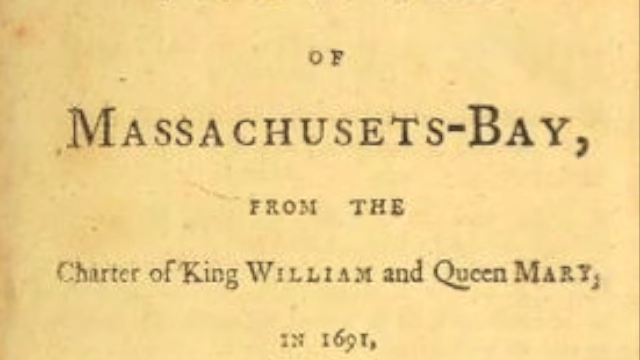 OF
MASSACHUSETS-BAY,
FROM THE
Charter of King WILLIAM and Queen MARY,
IN 1691,